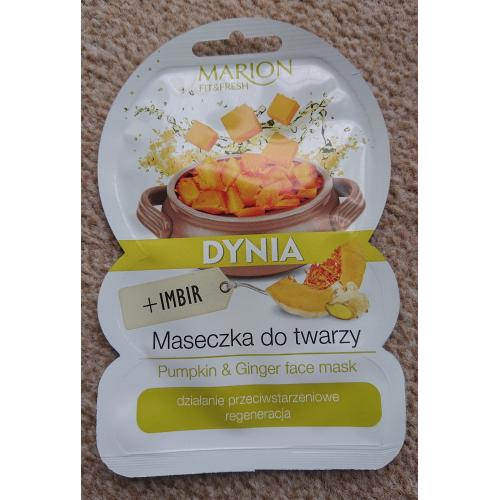 MARION
FIT&FRESH
DYNIA
+IMBIR
Maseczka do twarzy
Pumpkin & Ginger face mask
działanie przeciwstarzeniowe
regeneracja